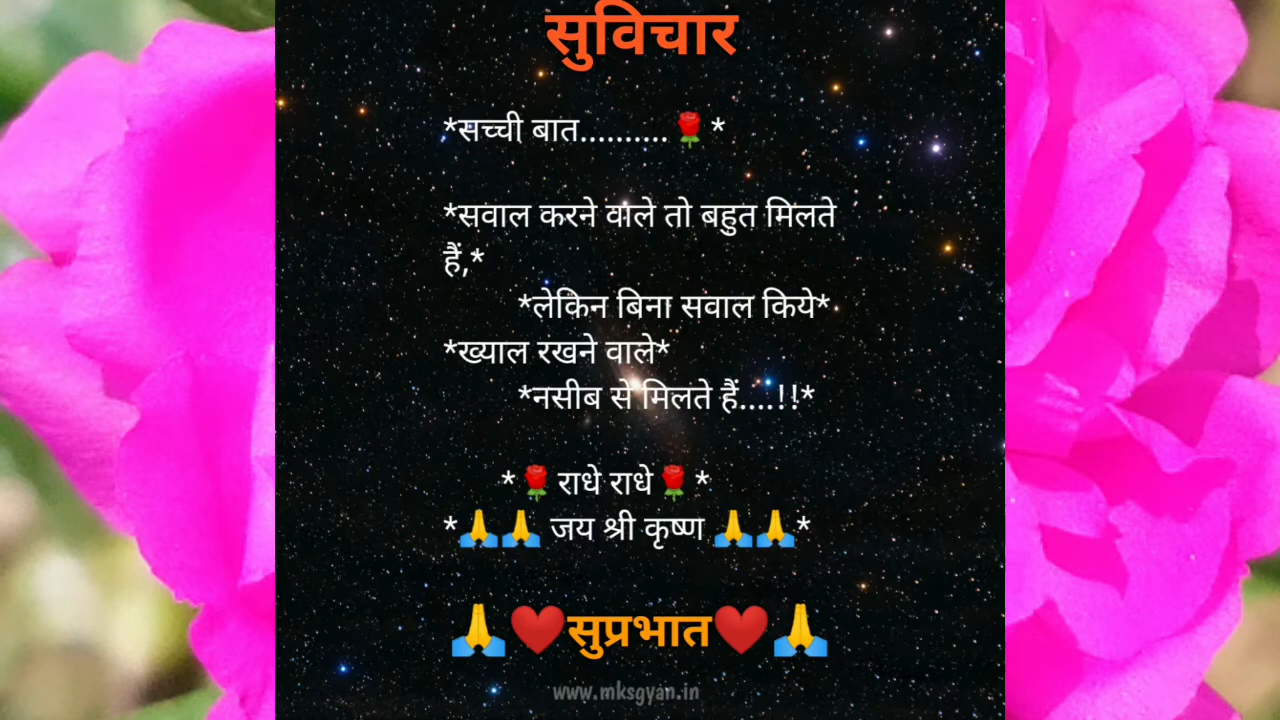 सुविचार
*सच्ची बात..........🌹*
*सवाल करने वाले तो बहुत मिलते
हैं,*
*लेकिन बिना सवाल किये*
*ख्याल रखने वाले*
*नसीब से मिलते हैं....!!*
*🌹राधे राधे🌹*
*🙏🙏 जय श्री कृष्ण 🙏🙏*
🙏❤️सुप्रभात❤️🙏
www.mksgyan.in